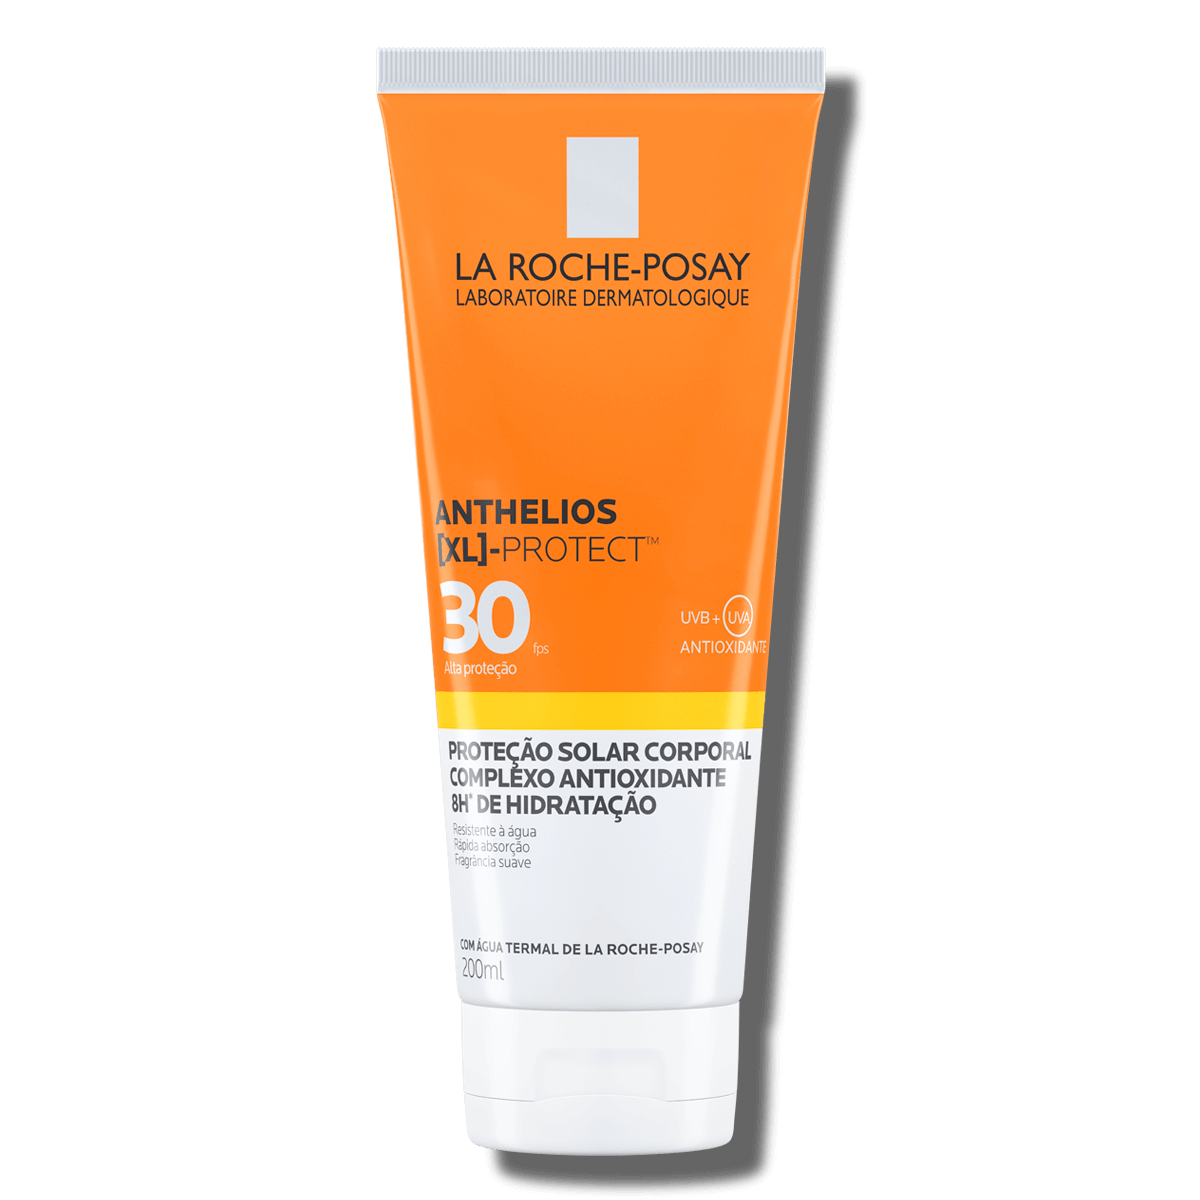 LA ROCHE-POSAY
LABORATOIRE DERMATOLOGIQUE
ANTHELIOS
[XL]-PROTECT™
30 fps
Alta proteção
UVB + UVA
ANTIOXIDANTE
PROTEÇÃO SOLAR CORPORAL
COMPLEXO ANTIOXIDANTE
8H* DE HIDRATAÇÃO
Resistente à água
Rápida absorção
Fragrância suave
COM ÁGUA TERMAL DE LA ROCHE-POSAY
200ml